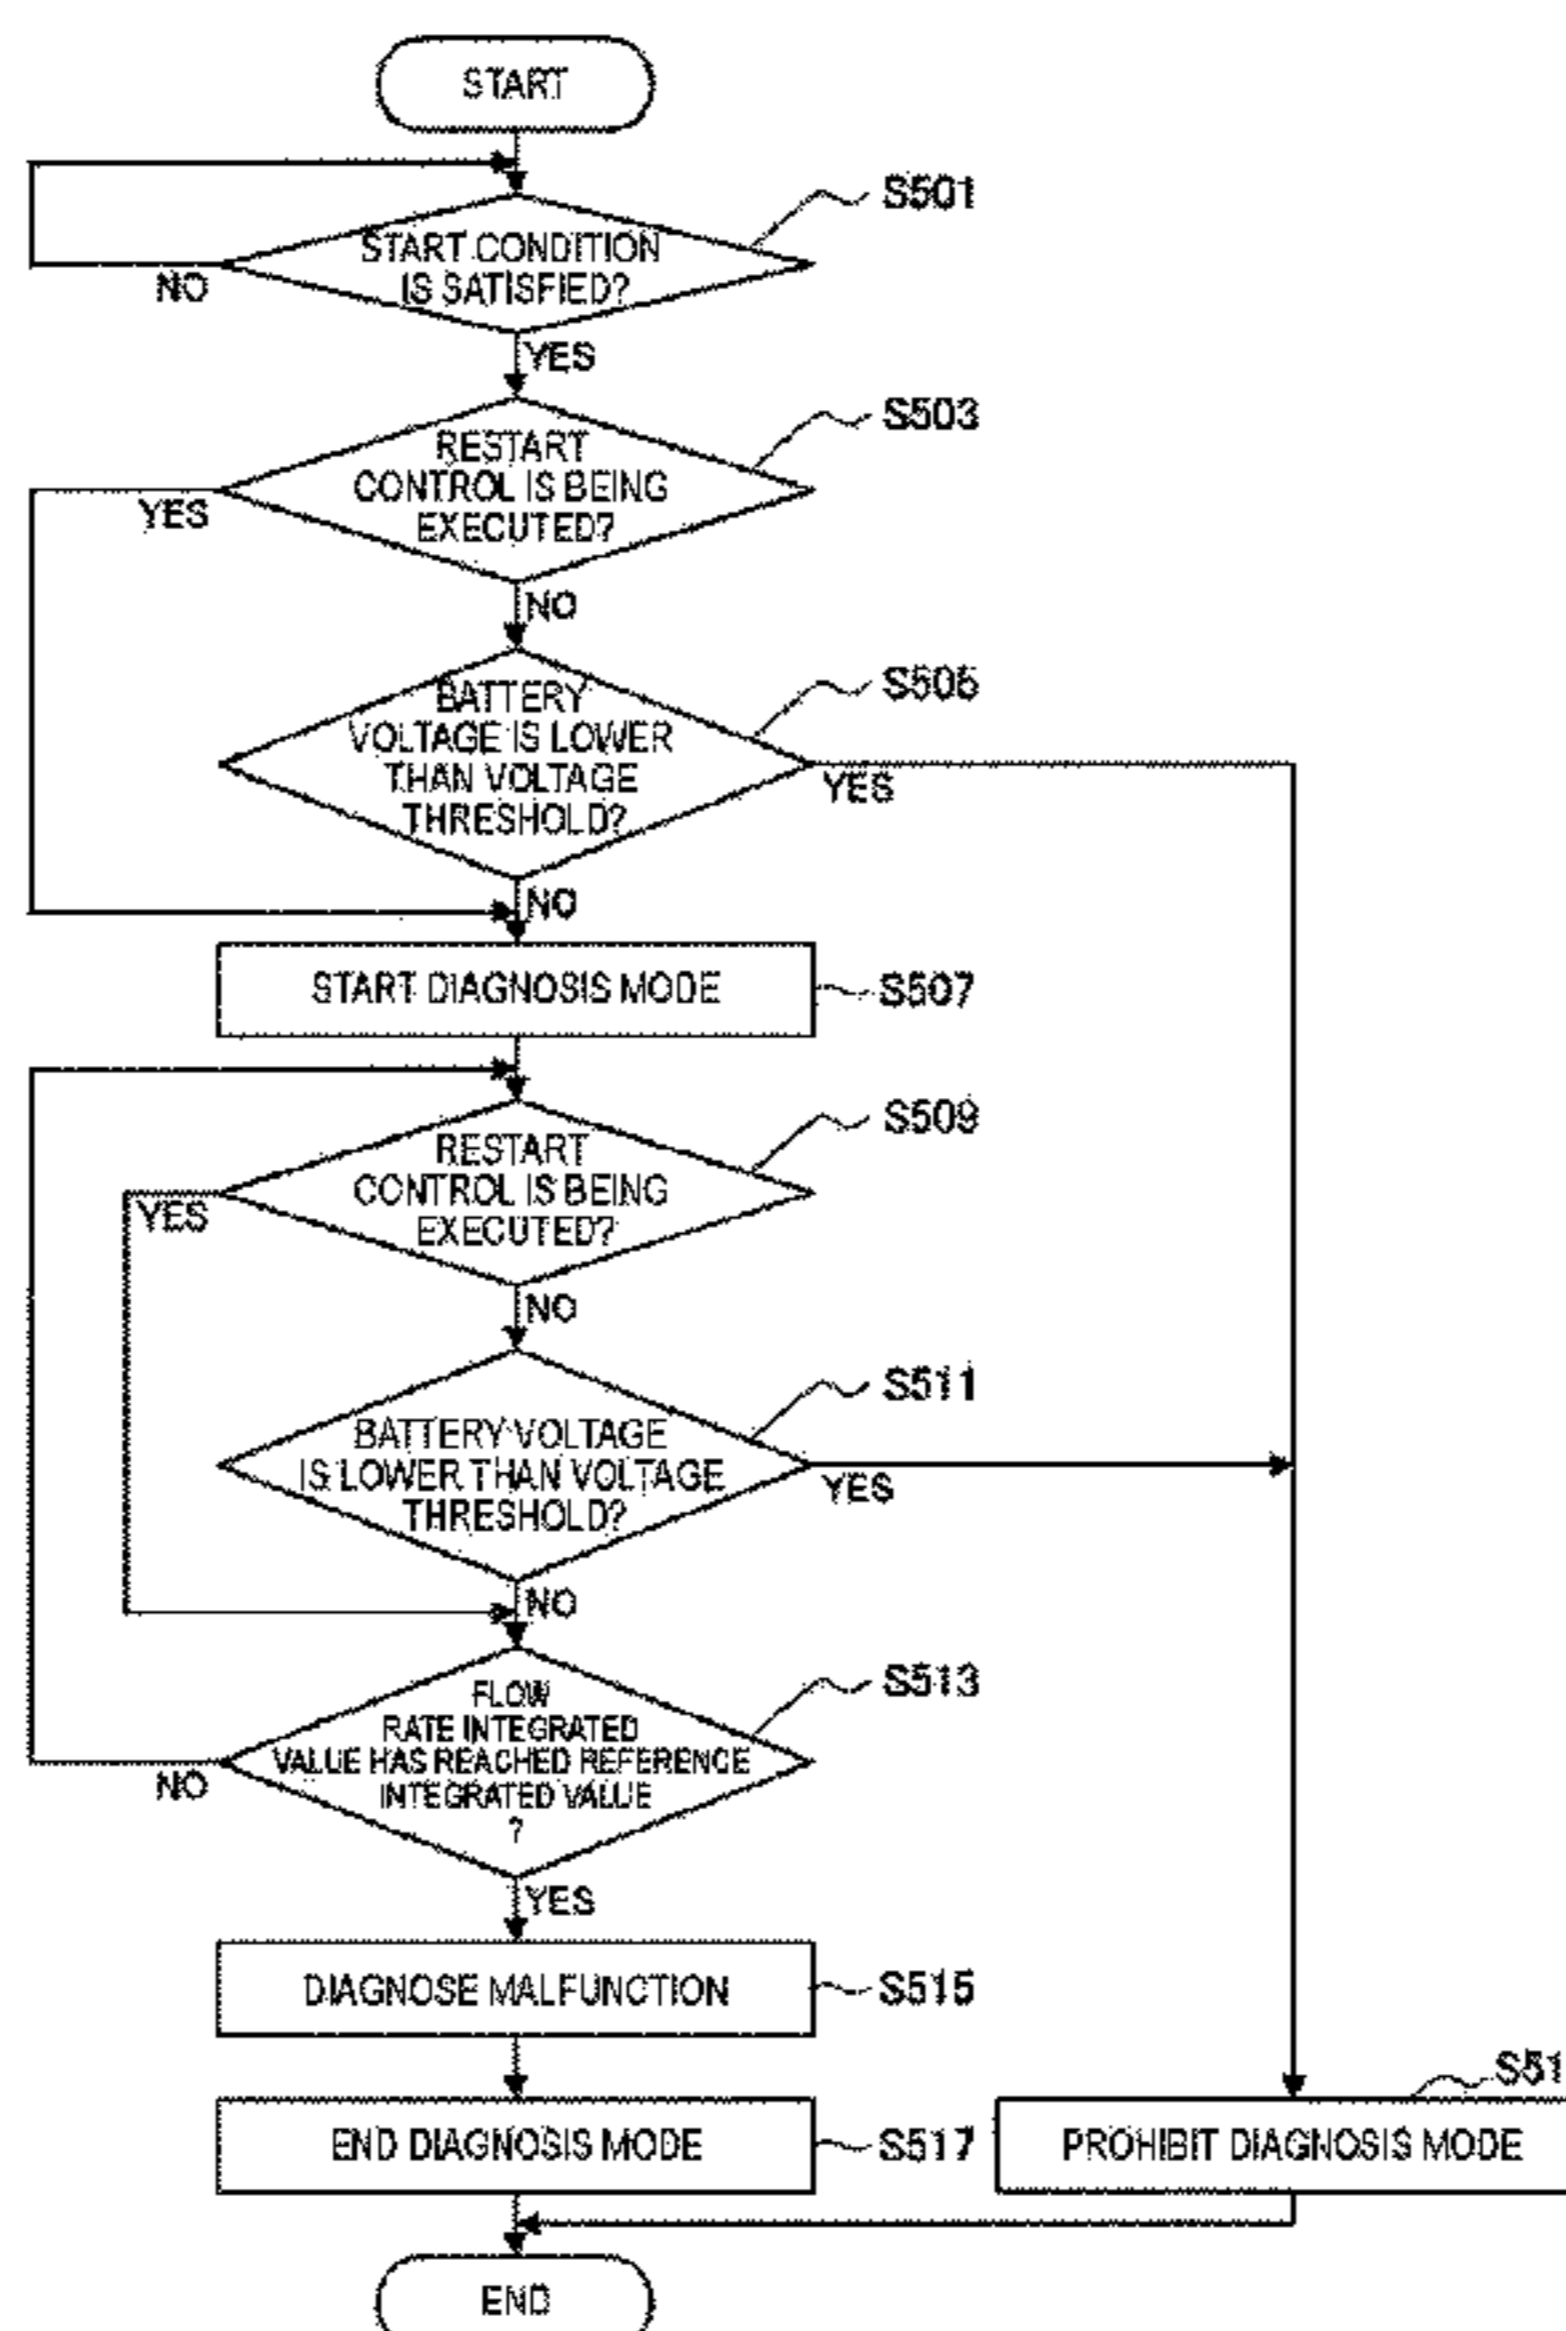 START
S501
START CONDITION
IS SATISFIED?
NO
YES
S503
RESTART
CONTROL IS BEING
EXECUTED?
YES
NO
S505
BATTERY
VOLTAGE IS LOWER
THAN VOLTAGE
THRESHOLD?
YES
NO
START DIAGNOSIS MODE
S507
S509
RESTART
CONTROL IS BEING
EXECUTED?
YES
NO
S511
BATTERY VOLTAGE
IS LOWER THAN VOLTAGE
THRESHOLD?
YES
NO
S513
FLOW
RATE INTEGRATED
VALUE HAS REACHED REFERENCE
INTEGRATED VALUE
?
NO
YES
DIAGNOSE MALFUNCTION
S515
S51
END DIAGNOSIS MODE
S517
PROHIBIT DIAGNOSIS MODE
END